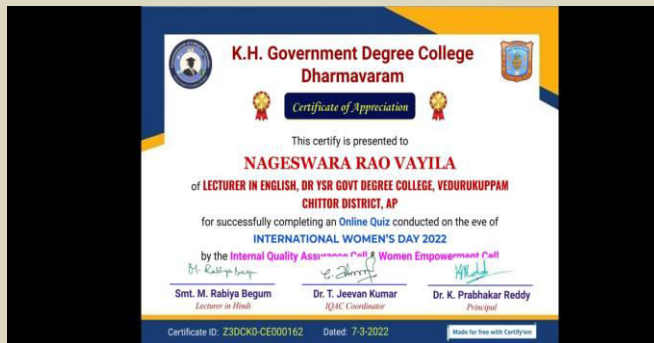 K.H. Government Degree College
Dharmavaram
Certificate of Appreciation
This certify is presented to
NAGESWARA RAO VAYILA
of LECTURER IN ENGLISH, DR YSR GOVT DEGREE COLLEGE, VEDURUKUPPAM
CHITTOR DISTRICT, AP
for successfully completing an Online Quiz conducted on the eve of
INTERNATIONAL WOMEN'S DAY 2022
by the Internal Quality Assurance Cell & Women Empowerment Cell
M. Rabiya Begum
Smt. M. Rabiya Begum Dr. T. Jeevan Kumar Dr. K. Prabhakar Reddy
Lecturer in Hindi IQAC Coordinator Principal
Certificate ID: Z3DCK0-CE000162 Dated: 7-3-2022 Made for free with Certify'em